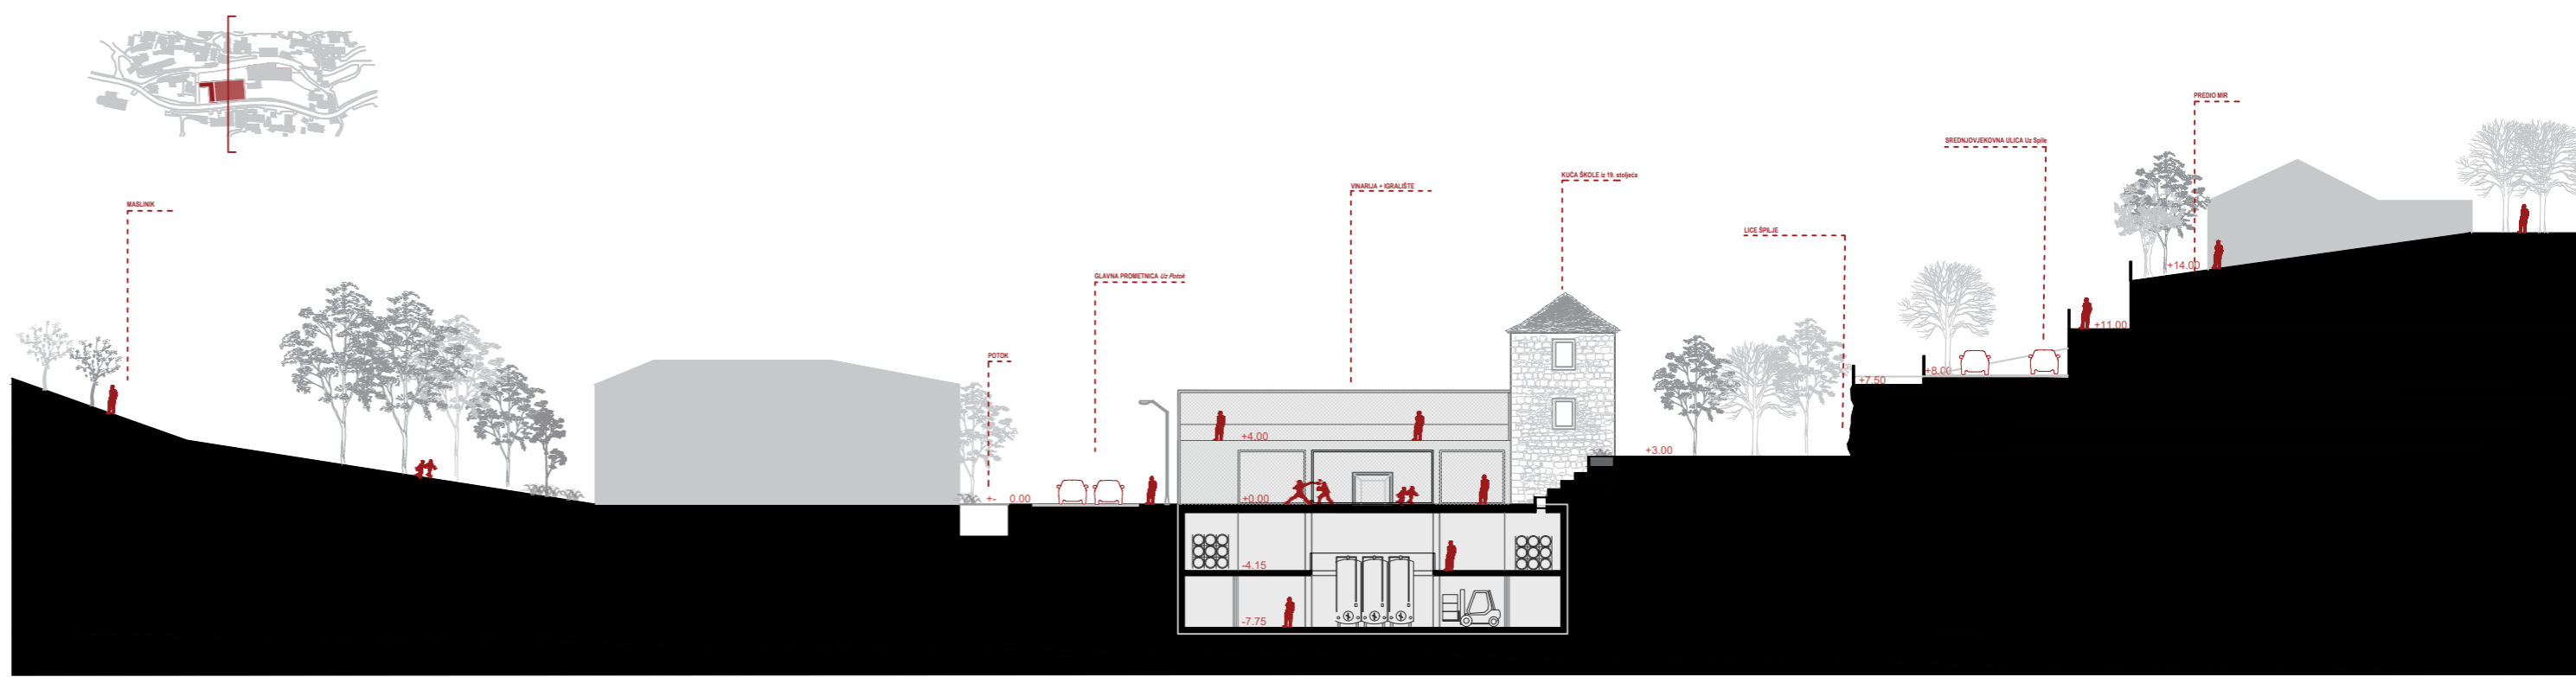 PREDIO MIR
SREDNJOVJEKOVNA ULICA Uz Spile
KUĆA ŠKOLE iz 19. stoljeća
VINARIJA + IGRALIŠTE
MASLINIK
LICE ŠPILJE
GLAVNA PROMETNICA Uz Potok
+14.00
+11.00
POTOK
+8.00
+7.50
+4.00
+3.00
+- 0.00
+0.00
-4.15
-7.75